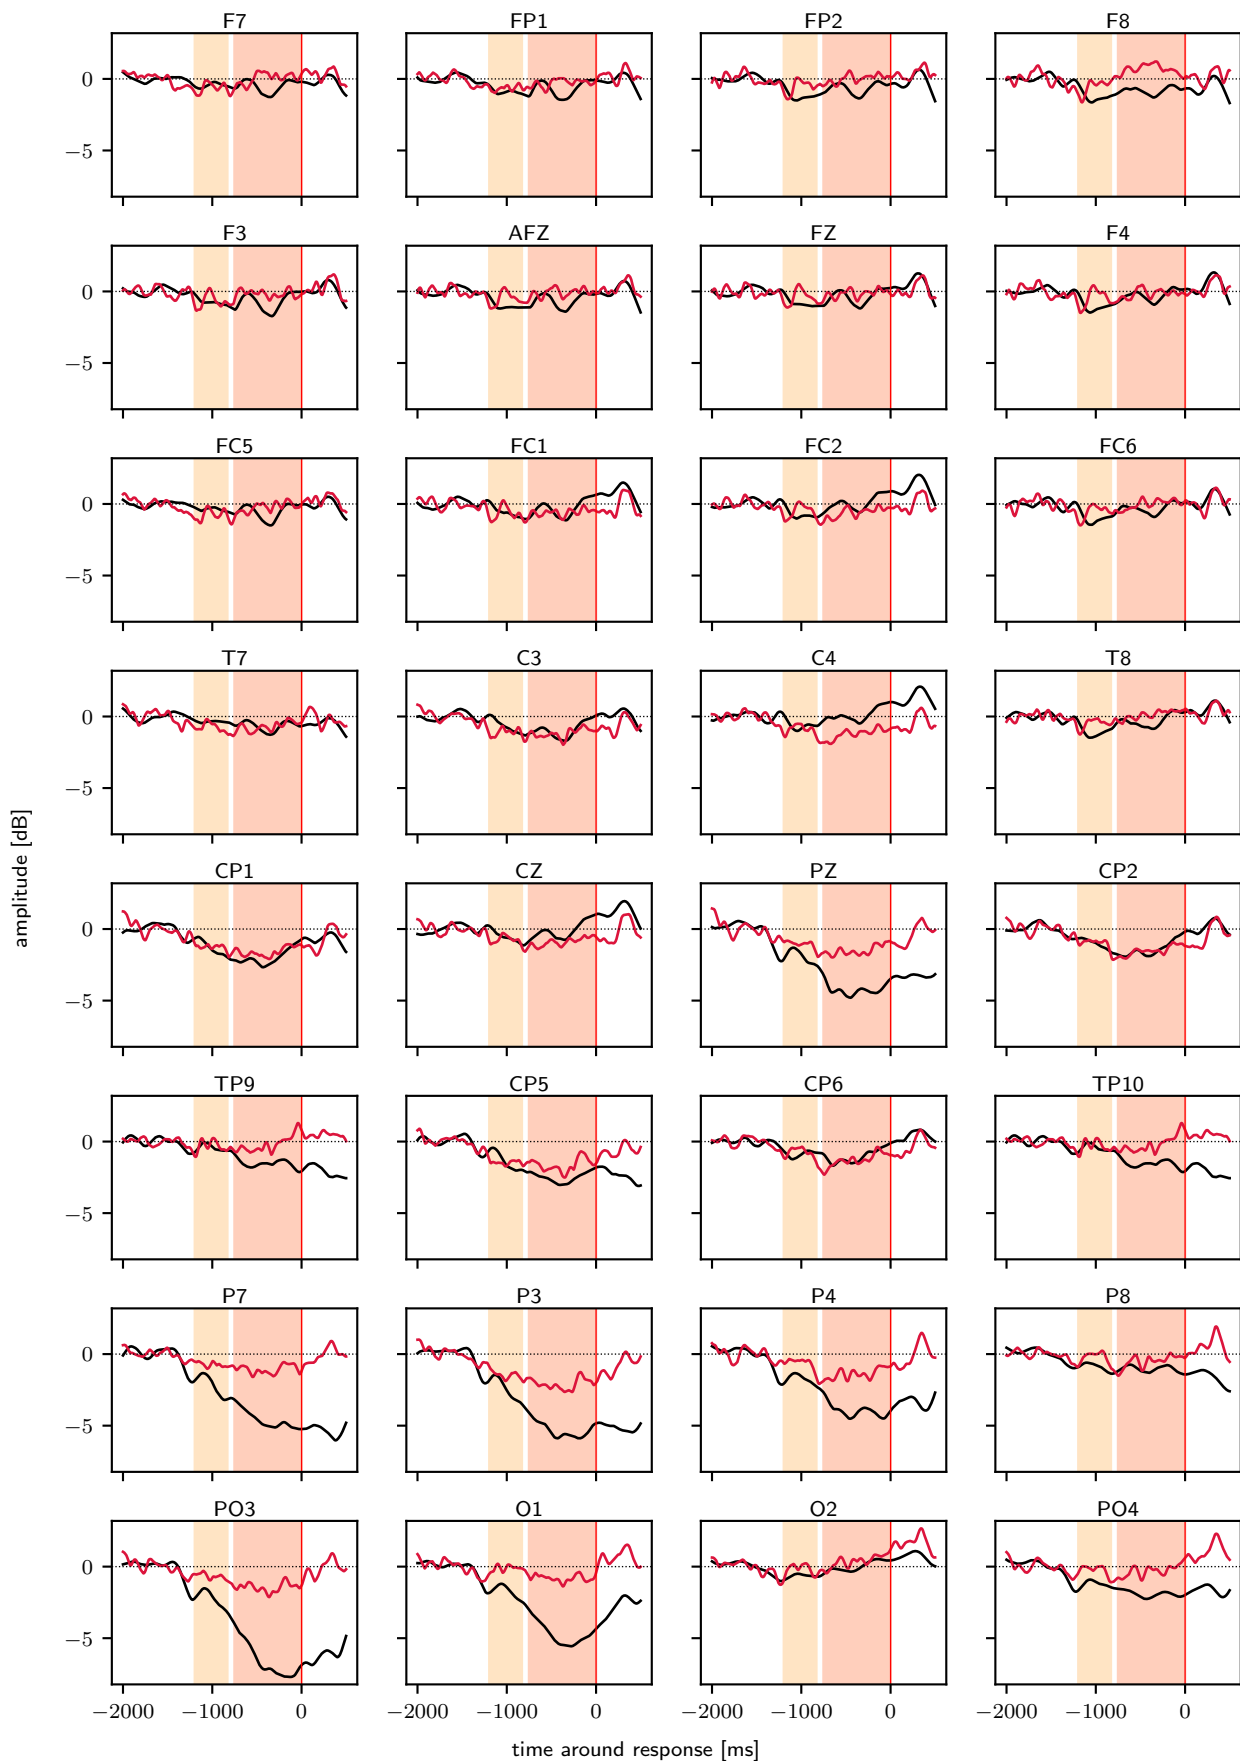 F7 FP1 FP2 F8
0
−5
F3 AFZ FZ F4
0
−5
FC5 FC1 FC2 FC6
0
−5
T7 C3 C4 T8
0
−5
amplitude [dB]
CP1 CZ PZ CP2
0
−5
TP9 CP5 CP6 TP10
0
−5
P7 P3 P4 P8
0
−5
PO3 O1 O2 PO4
0
−5
−2000 −1000 0 −2000 −1000 0 −2000 −1000 0 −2000 −1000 0
time around response [ms]